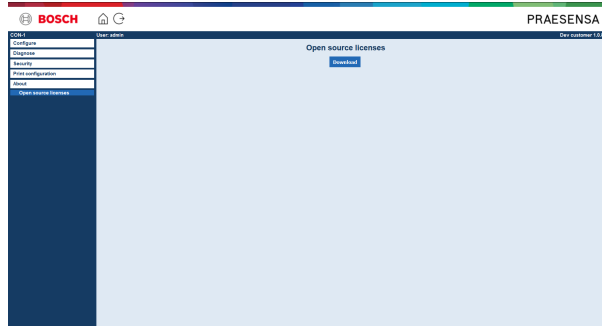 BOSCH
PRAESENSA
CON-1
User: admin
Dev customer 1.0.
Configure
Diagnose
Security
Print configuration
About
Open source licenses
Open source licenses
Download